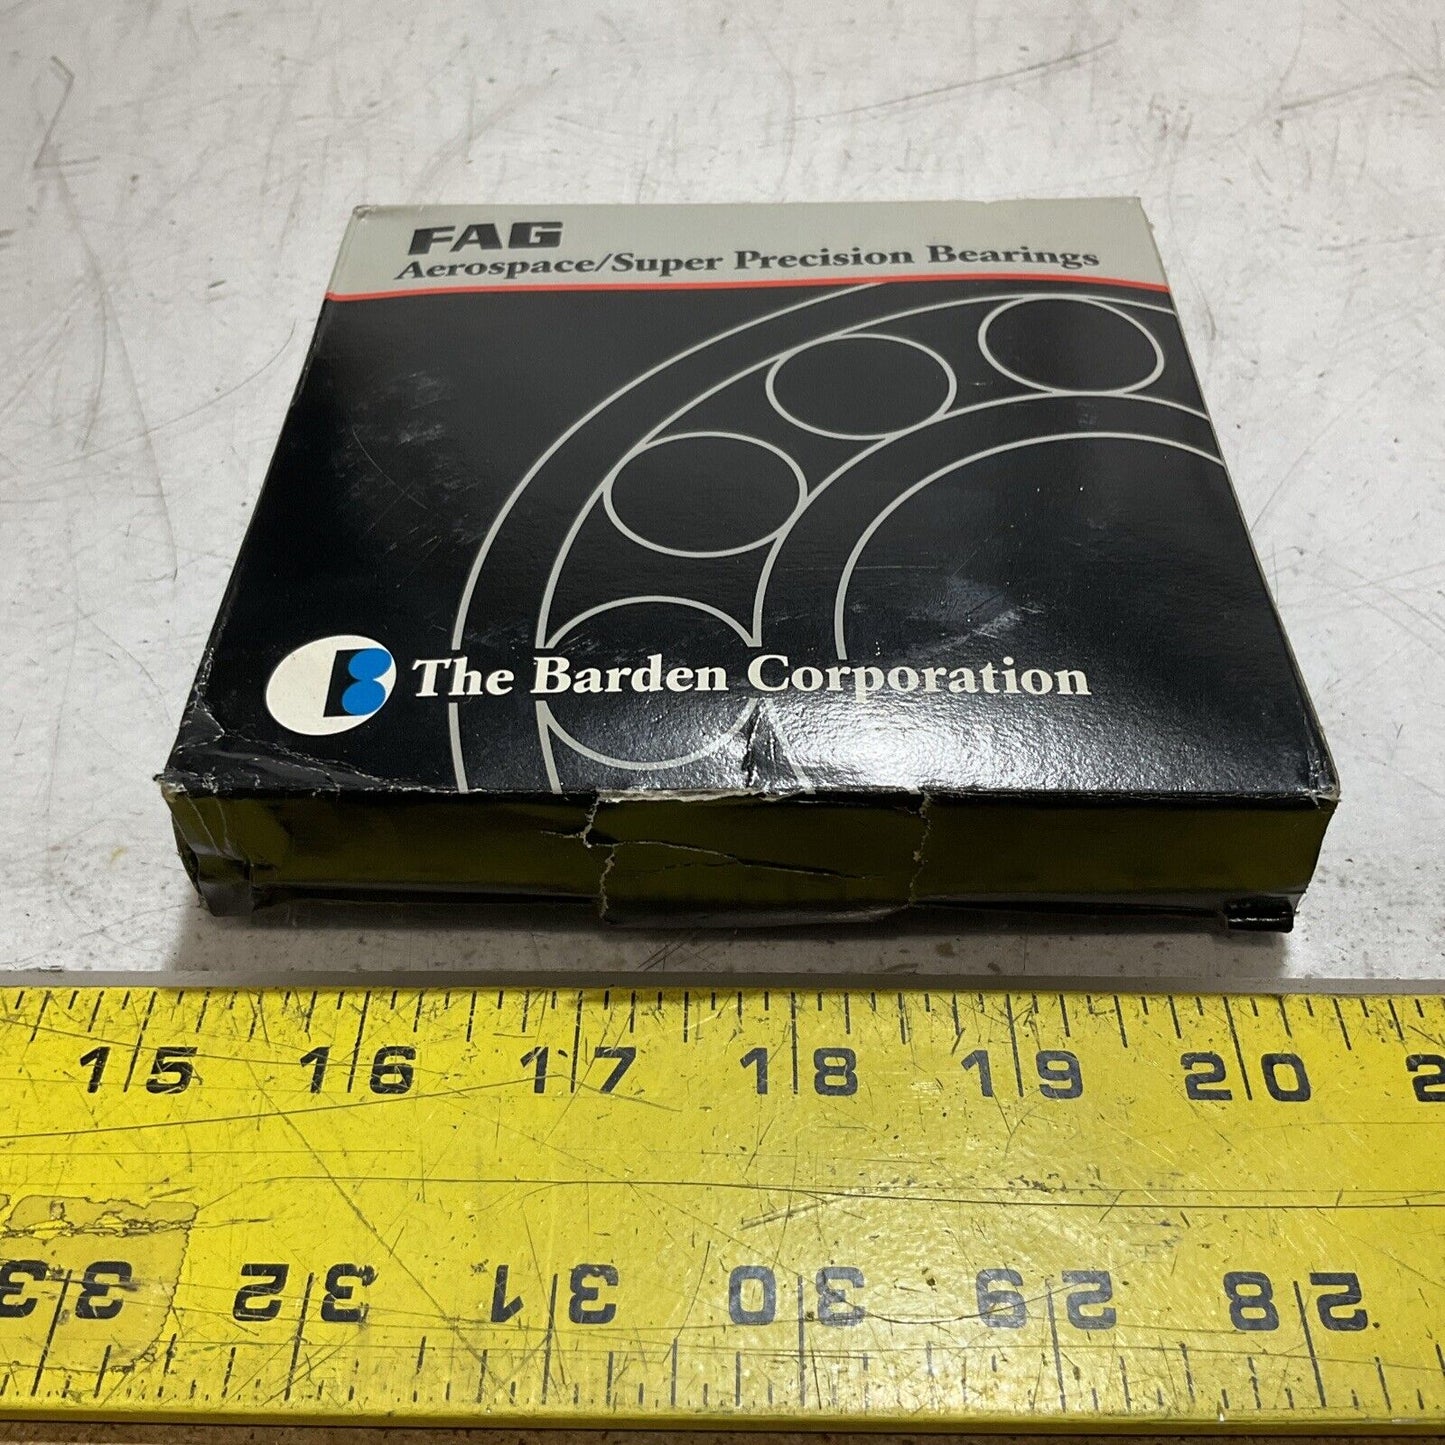 FAG
Aerospace/Super Precision Bearings
B The Barden Corporation
15 16 17 18 19 20 2
33 32 31 30 29 28